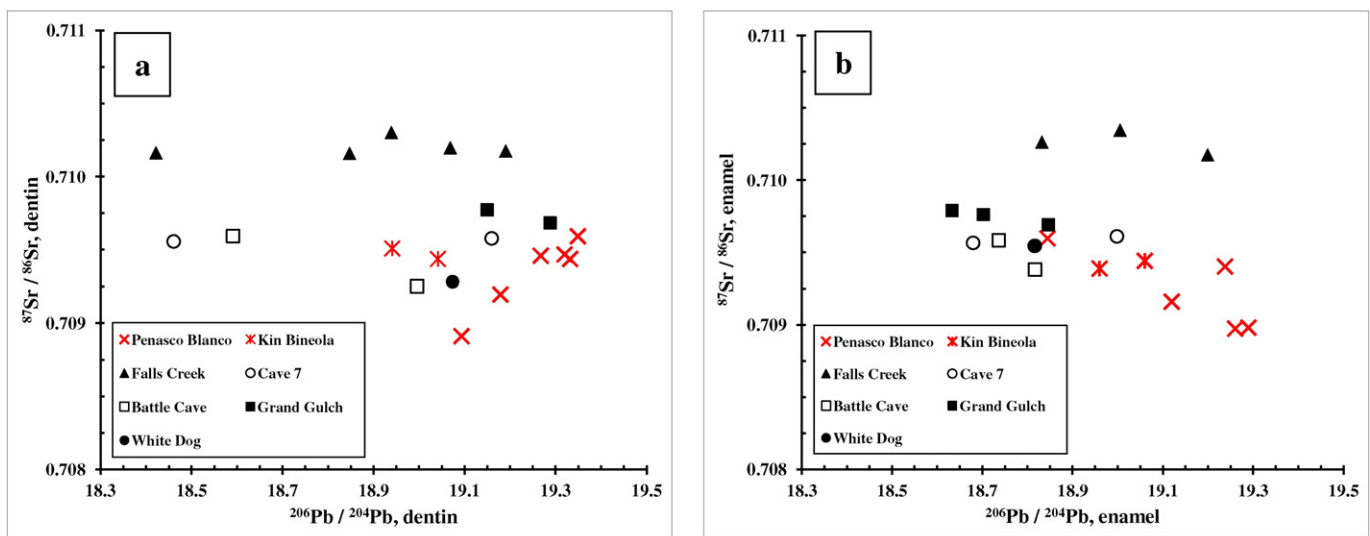 a
0.711
0.710
0.709
0.708
87Sr / 86Sr, dentin
Penasco Blanco
Kin Bineola
Falls Creek
Cave 7
Battle Cave
Grand Gulch
White Dog
18.3 18.5 18.7 18.9 19.1 19.3 19.5
206Pb / 204Pb, dentin
b
0.711
0.710
0.709
0.708
87Sr / 86Sr, enamel
Penasco Blanco
Kin Bineola
Falls Creek
Cave 7
Battle Cave
Grand Gulch
White Dog
18.3 18.5 18.7 18.9 19.1 19.3 19.5
206Pb / 204Pb, enamel